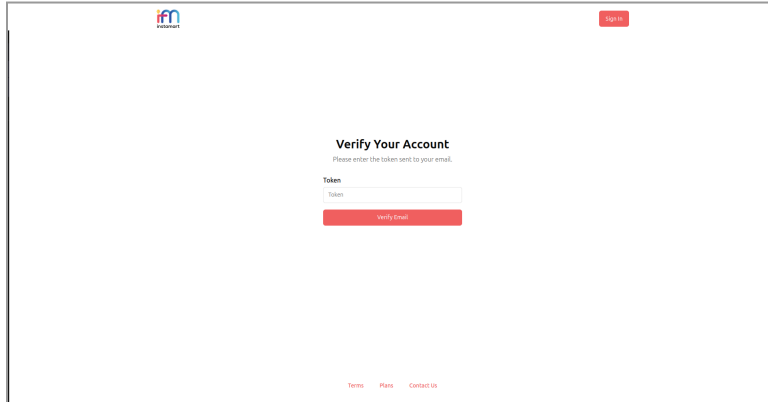 ifm
instamart
Sign In
Verify Your Account
Please enter the token sent to your email.
Token
Token
Verify Email
Terms
Plans
Contact Us